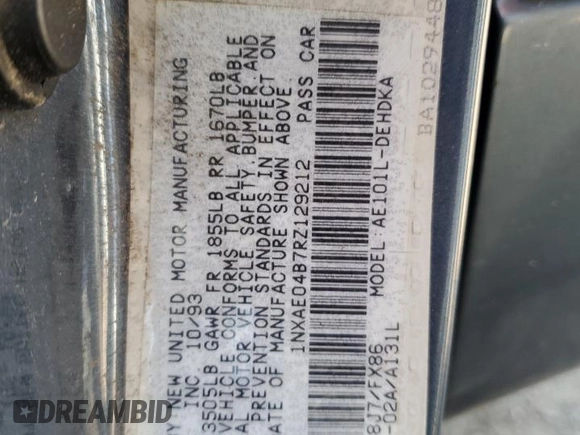 NEW UNITED MOTOR MANUFACTURING
INC 10/93
3505LB GAWR FR 1855LB RR 1670LB
VEHICLE CONFORMS TO ALL APPLICABLE
MOTOR VEHICLE SAFETY, BUMPER AND
PREVENTION STANDARDS IN EFFECT ON
OF MANUFACTURE SHOWN ABOVE
1NXAE04B7RZ129212 PASS CAR
MODEL:AE101L-DEHDKA
8J7/FX86
-02A/A131L
BA1029448
DREAMBID